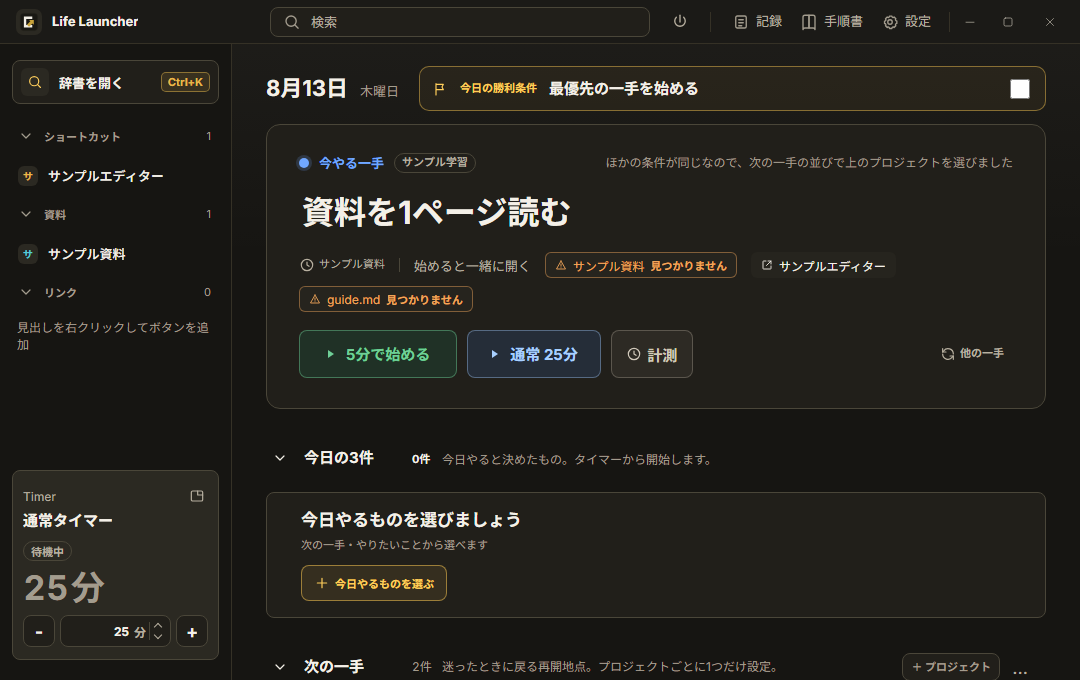 Life Launcher
検索
記録
手順書
設定
辞書を開く Ctrl+K
ショートカット 1
サ サンプルエディター
資料 1
サ サンプル資料
リンク 0
見出しを右クリックしてボタンを追
加
Timer
通常タイマー
待機中
25分
- 25 分 +
8月13日 木曜日
今日の勝利条件 最優先の一手を始める
今やる一手 サンプル学習 ほかの条件が同じなので、次の一手の並びで上のプロジェクトを選びました
資料を1ページ読む
サンプル資料 始めると一緒に開く サンプル資料 見つかりません サンプルエディター
guide.md 見つかりません
5分で始める 通常 25分 計測 他の一手
今日の3件 0件 今日やると決めたもの。タイマーから開始します。
今日やるものを選びましょう
次の一手・やりたいことから選べます
+ 今日やるものを選ぶ
次の一手 2件 迷ったときに戻る再開地点。プロジェクトごとに1つだけ設定。 + プロジェクト ...